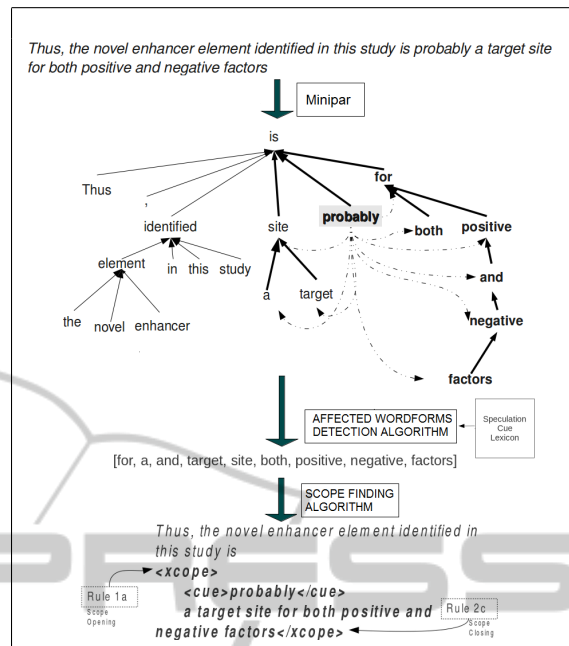 Thus, the novel enhancer element identified in this study is probably a target site
for both positive and negative factors
Minipar
is
for
Thus
,
probably
identified
site
both
positive
element
in
this
study
and
a
target
the
novel
enhancer
negative
factors
AFFECTED WORDFORMS
DETECTION ALGORITHM
Speculation
Cue
Lexicon
[for, a, and, target, site, both, positive, negative, factors]
SCOPE FINDING
ALGORITHM
Thus, the novel enhancer element identified in
this study is
<xcope>
Rule 1a
Scope
Opening
<cue>probably</cue>
a target site for both positive and
Rule 2c
Scope
Closing
negative factors</xcope>
PRESS